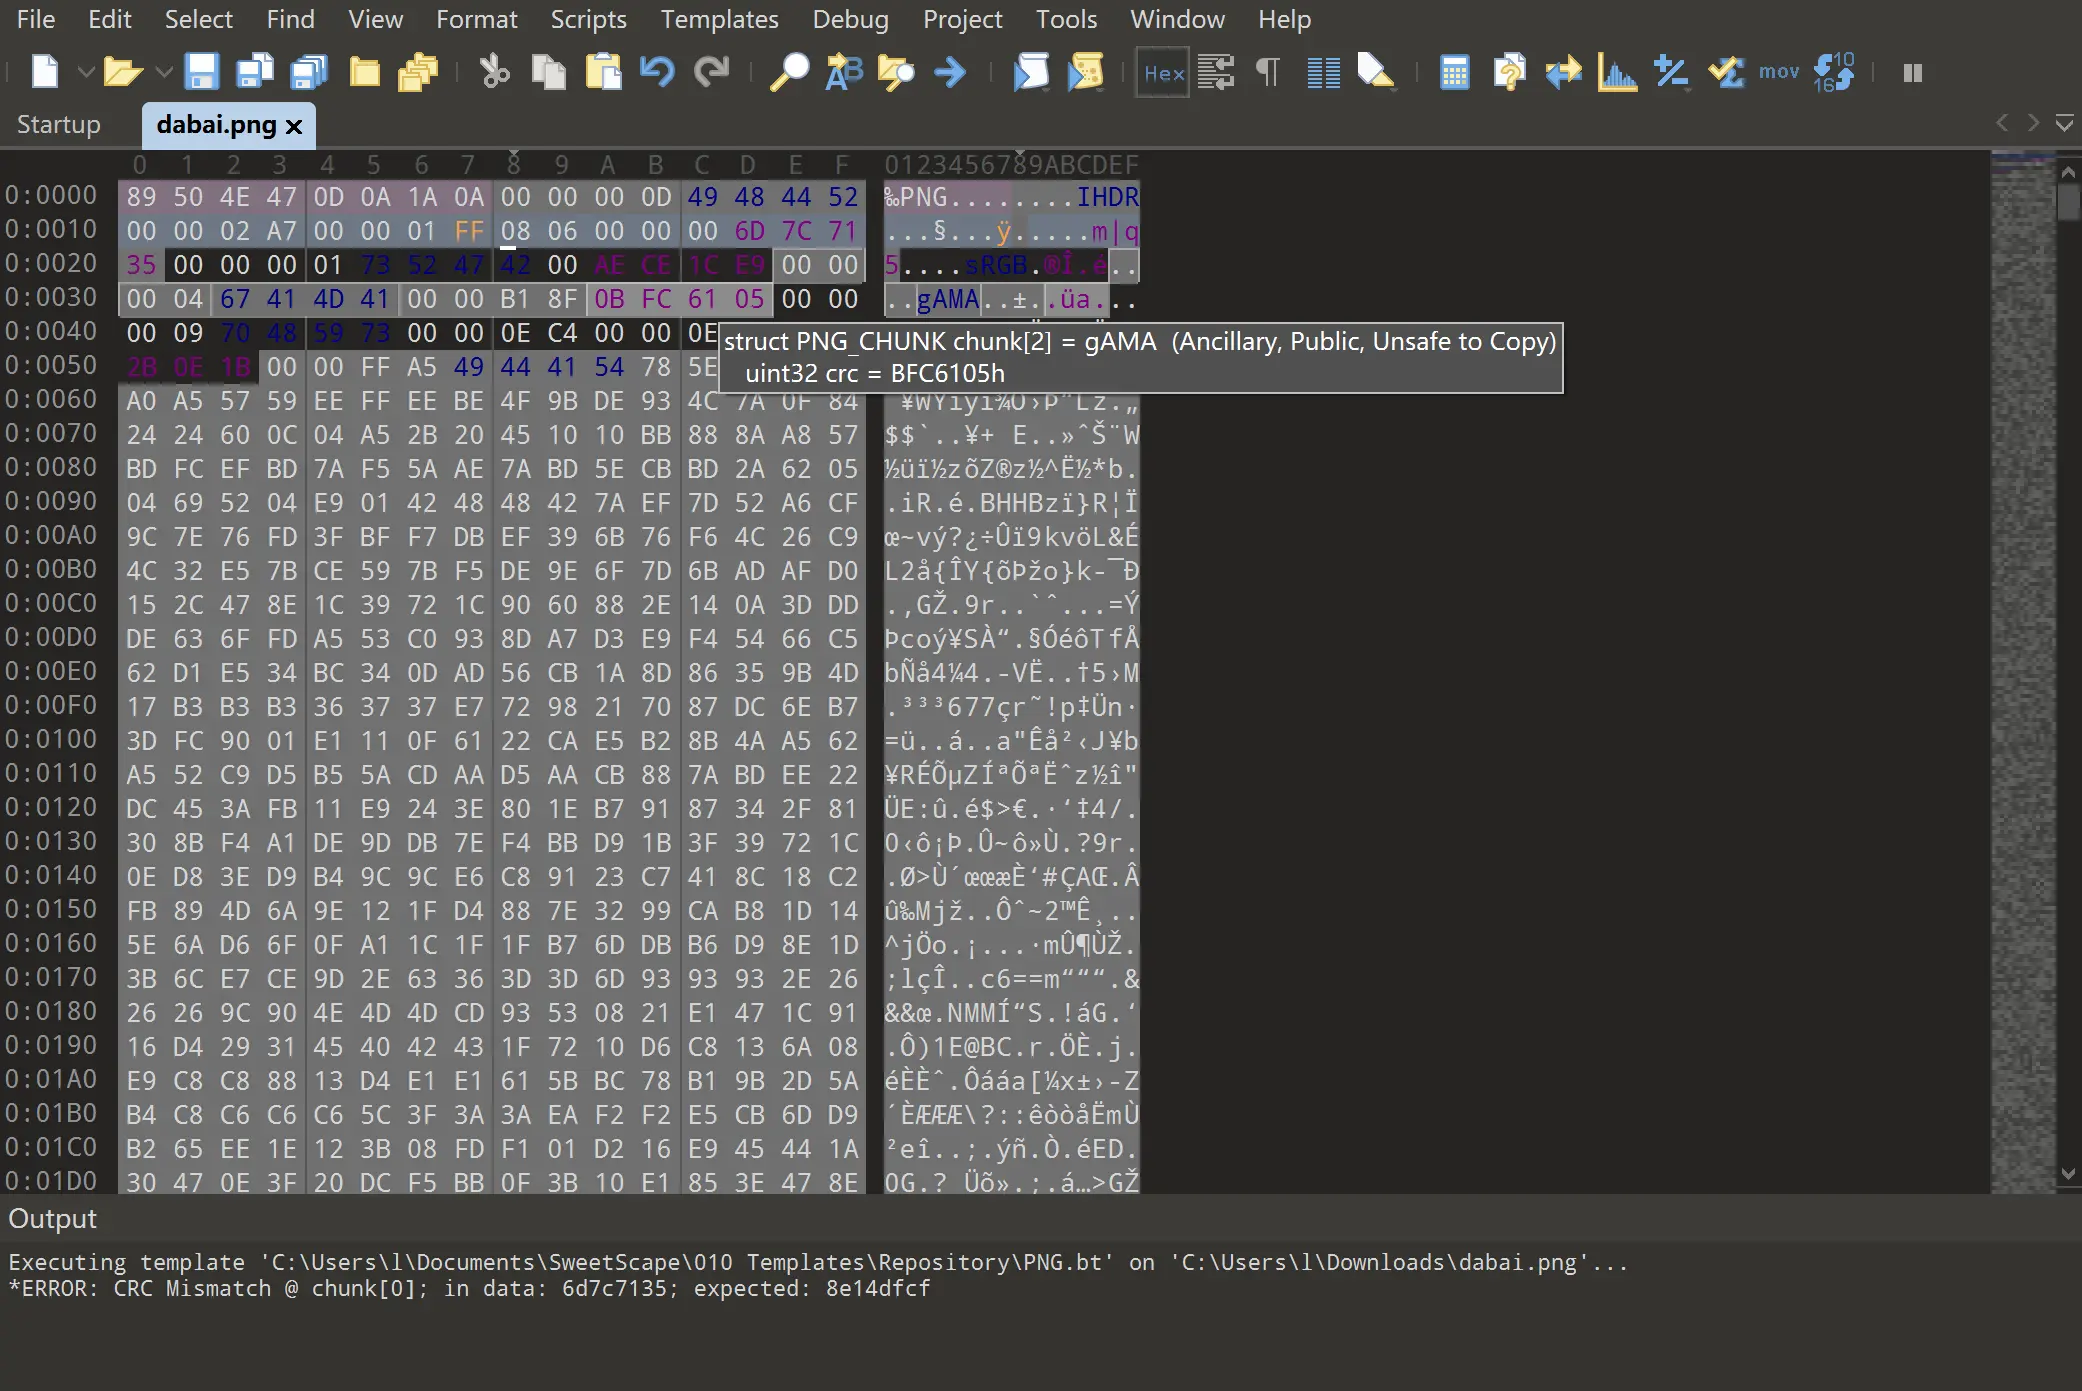 File Edit Select Find View Format Scripts Templates Debug Project Tools Window Help
Hex mov 10 16
Startup dabai.png
0 1 2 3 4 5 6 7 8 9 A B C D E F 0123456789ABCDEF
0:0000 89 50 4E 47 0D 0A 1A 0A 00 00 00 0D 49 48 44 52 ‰PNG........IHDR
0:0010 00 00 02 A7 00 00 01 FF 08 06 00 00 00 6D 7C 71 ...§...ÿ.....m|q
0:0020 35 00 00 00 01 73 52 47 42 00 AE CE 1C E9 00 00 5....sRGB.®Î.é..
0:0030 00 04 67 41 4D 41 00 00 B1 8F 0B FC 61 05 00 00 ..gAMA..±..üa...
0:0040 00 09 70 48 59 73 00 00 0E C4 00 00 0E
struct PNG_CHUNK chunk[2] = gAMA (Ancillary, Public, Unsafe to Copy)
0:0050 2B 0E 1B 00 00 FF A5 49 44 41 54 78 5E
uint32 crc = BFC6105h
0:0060 A0 A5 57 59 EE FF EE BE 4F 9B DE 93 4C 7A 0F 84 ¥WYîÿî¾O›Þ“Lz.„
0:0070 24 24 60 0C 04 A5 2B 20 45 10 10 BB 88 8A A8 57 $$`..¥+ E..»ˆŠ¨W
0:0080 BD FC EF BD 7A F5 5A AE 7A BD 5E CB BD 2A 62 05 ½üï½zõZ®z½^Ë½*b.
0:0090 04 69 52 04 E9 01 42 48 48 42 7A EF 7D 52 A6 CF .iR.é.BHHBzï}R¦Ï
0:00A0 9C 7E 76 FD 3F BF F7 DB EF 39 6B 76 F6 4C 26 C9 œ~vý?¿÷Ûï9kvöL&É
0:00B0 4C 32 E5 7B CE 59 7B F5 DE 9E 6F 7D 6B AD AF D0 L2å{ÎY{õÞžo}k-¯Ð
0:00C0 15 2C 47 8E 1C 39 72 1C 90 60 88 2E 14 0A 3D DD .,GŽ.9r..`ˆ...=Ý
0:00D0 DE 63 6F FD A5 53 C0 93 8D A7 D3 E9 F4 54 66 C5 Þcoý¥SÀ“.§ÓéôTfÅ
0:00E0 62 D1 E5 34 BC 34 0D AD 56 CB 1A 8D 86 35 9B 4D bÑå4¼4.-VË..†5›M
0:00F0 17 B3 B3 B3 36 37 37 E7 72 98 21 70 87 DC 6E B7 .³³³677çr˜!p‡Ün·
0:0100 3D FC 90 01 E1 11 0F 61 22 CA E5 B2 8B 4A A5 62 =ü..á..a"Êå²‹J¥b
0:0110 A5 52 C9 D5 B5 5A CD AA D5 AA CB 88 7A BD EE 22 ¥RÉÕµZÍªÕªËˆz½î"
0:0120 DC 45 3A FB 11 E9 24 3E 80 1E B7 91 87 34 2F 81 ÜE:û.é$>€.·‘‡4/.
0:0130 30 8B F4 A1 DE 9D DB 7E F4 BB D9 1B 3F 39 72 1C 0‹ô¡Þ.Û~ô»Ù.?9r.
0:0140 0E D8 3E D9 B4 9C 9C E6 C8 91 23 C7 41 8C 18 C2 .Ø>Ù´œœæÈ‘#ÇAŒ.Â
0:0150 FB 89 4D 6A 9E 12 1F D4 88 7E 32 99 CA B8 1D 14 û‰Mjž..Ôˆ~2™Ê¸..
0:0160 5E 6A D6 6F 0F A1 1C 1F 1F B7 6D DB B6 D9 8E 1D ^jÖo.¡...·mÛ¶ÙŽ.
0:0170 3B 6C E7 CE 9D 2E 63 36 3D 3D 6D 93 93 93 2E 26 ;lçÎ..c6==m“““.&
0:0180 26 26 9C 90 4E 4D 4D CD 93 53 08 21 E1 47 1C 91 &&œ.NMMÍ“S.!áG.‘
0:0190 16 D4 29 31 45 40 42 43 1F 72 10 D6 C8 13 6A 08 .Ô)1E@BC.r.ÖÈ.j.
0:01A0 E9 C8 C8 88 13 D4 E1 E1 61 5B BC 78 B1 9B 2D 5A éÈÈˆ.Ôááa[¼x±›-Z
0:01B0 B4 C8 C6 C6 C6 5C 3F 3A 3A EA F2 F2 E5 CB 6D D9 ´ÈÆÆÆ\?::êòòåËmÙ
0:01C0 B2 65 EE 1E 12 3B 08 FD F1 01 D2 16 E9 45 44 1A ²eî..;.ýñ.Ò.éED.
0:01D0 30 47 0E 3F 20 DC F5 BB 0F 3B 10 E1 85 3E 47 8E 0G.? Üõ».;.á…>GŽ
Output
Executing template 'C:\Users\l\Documents\SweetScape\010 Templates\Repository\PNG.bt' on 'C:\Users\l\Downloads\dabai.png'...
*ERROR: CRC Mismatch @ chunk[0]; in data: 6d7c7135; expected: 8e14dfcf